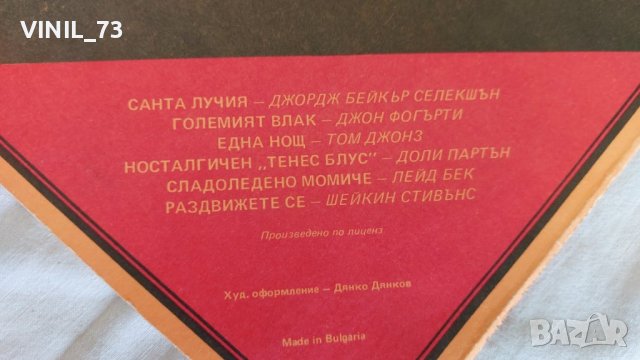 VINIL_73
САНТА ЛУЧИЯ – ДЖОРДЖ БЕЙКЪР СЕЛЕКШЪН
ГОЛЕМИЯТ ВЛАК – ДЖОН ФОГЪРТИ
ЕДНА НОЩ – ТОМ ДЖОНЗ
НОСТАЛГИЧЕН „ТЕНЕС БЛУС” – ДОЛИ ПАРТЪН
СЛАДОЛЕДЕНО МОМИЧЕ – ЛЕЙД БЕК
РАЗДВИЖЕТЕ СЕ – ШЕЙКИН СТИВЪНС
Произведено по лиценз
Худ. оформление – Дянко Дянков
Made in Bulgaria
BAZAR